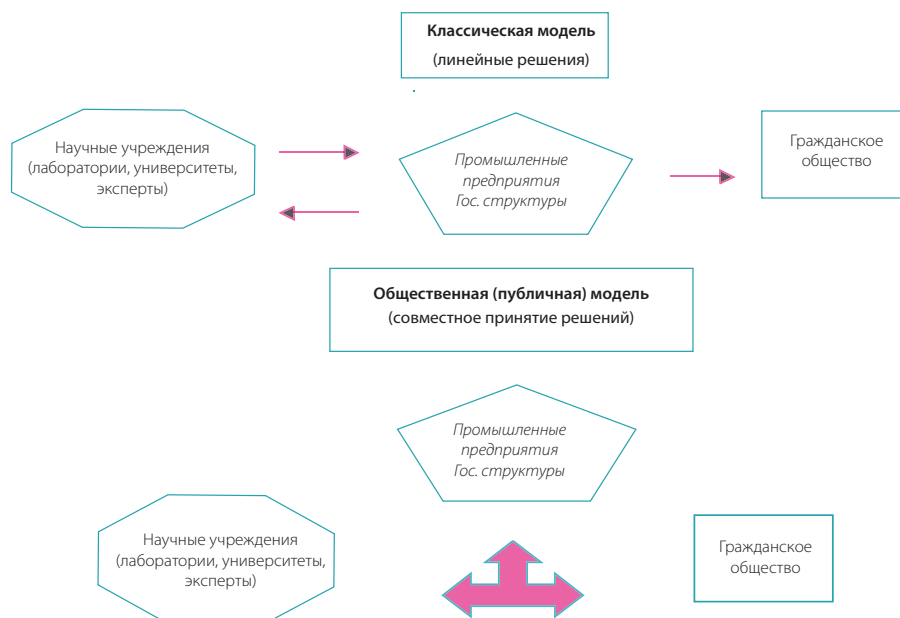 Классическая модель
(линейные решения)
Научные учреждения
(лаборатории, университеты,
эксперты)
Промышленные
предприятия
Гос. структуры
Гражданское
общество
Общественная (публичная) модель
(совместное принятие решений)
Промышленные
предприятия
Гос. структуры
Научные учреждения
(лаборатории, университеты,
эксперты)
Гражданское
общество